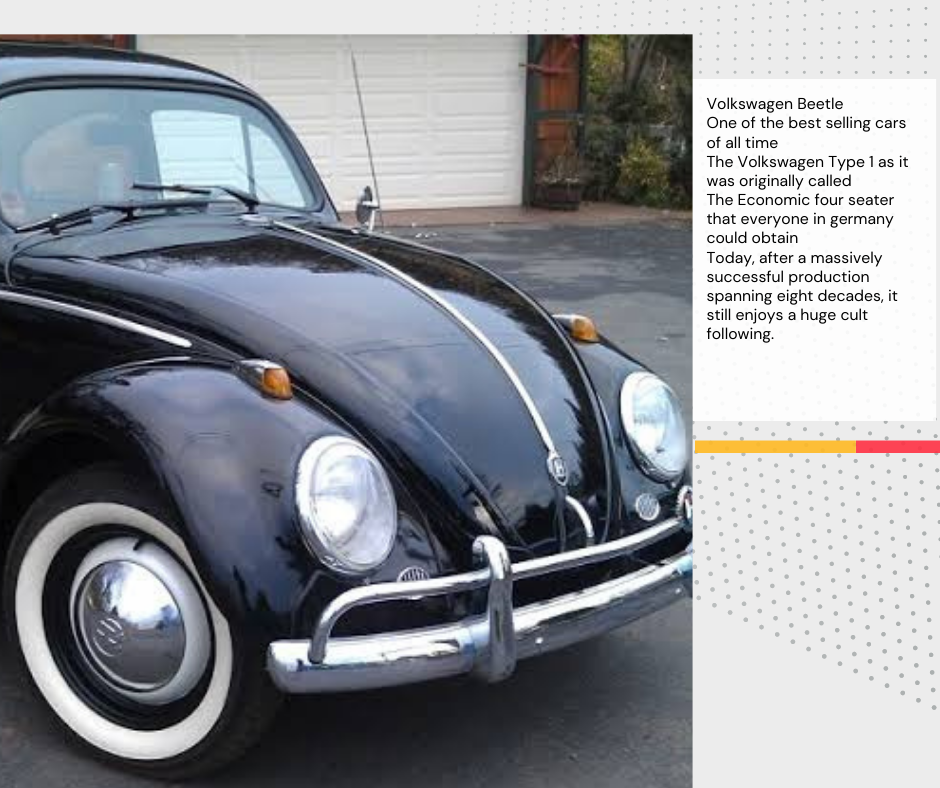 Volkswagen Beetle
One of the best selling cars
of all time
The Volkswagen Type 1 as it
was originally called
The Economic four seater
that everyone in germany
could obtain
Today, after a massively
successful production
spanning eight decades, it
still enjoys a huge cult
following.